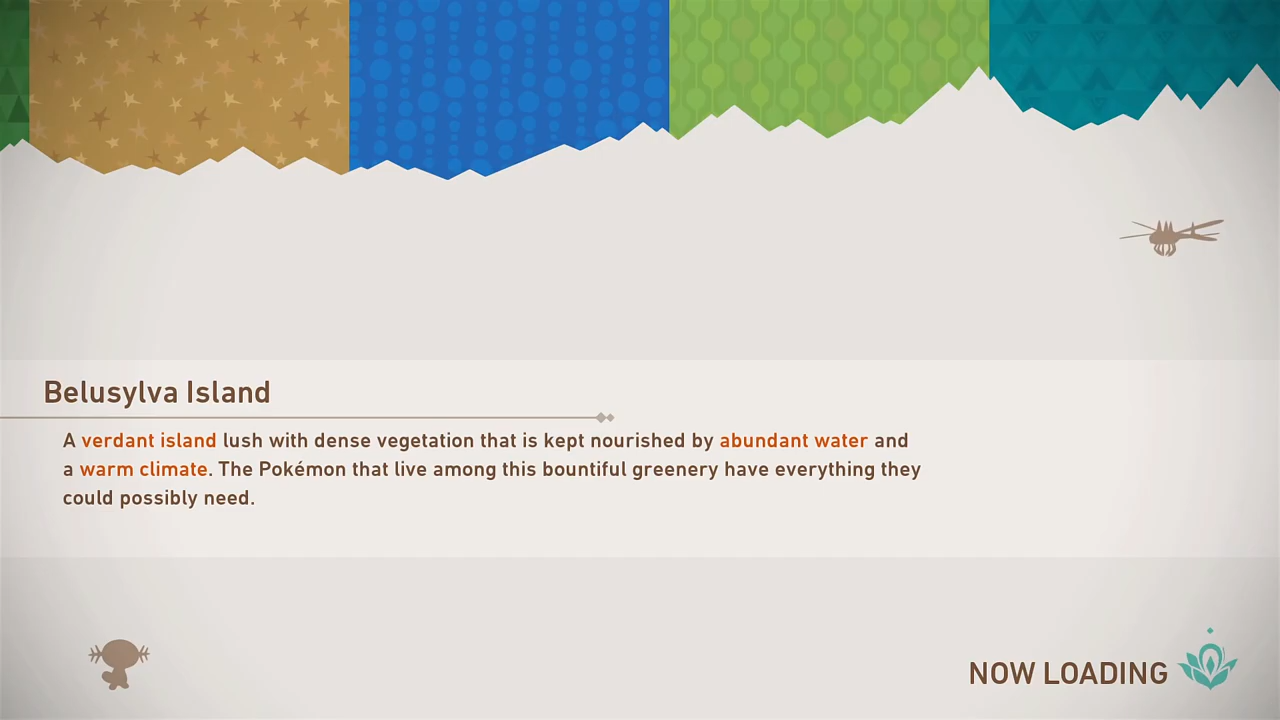 Belusylva Island
A verdant island lush with dense vegetation that is kept nourished by abundant water and
a warm climate. The Pokémon that live among this bountiful greenery have everything they
could possibly need.
NOW LOADING